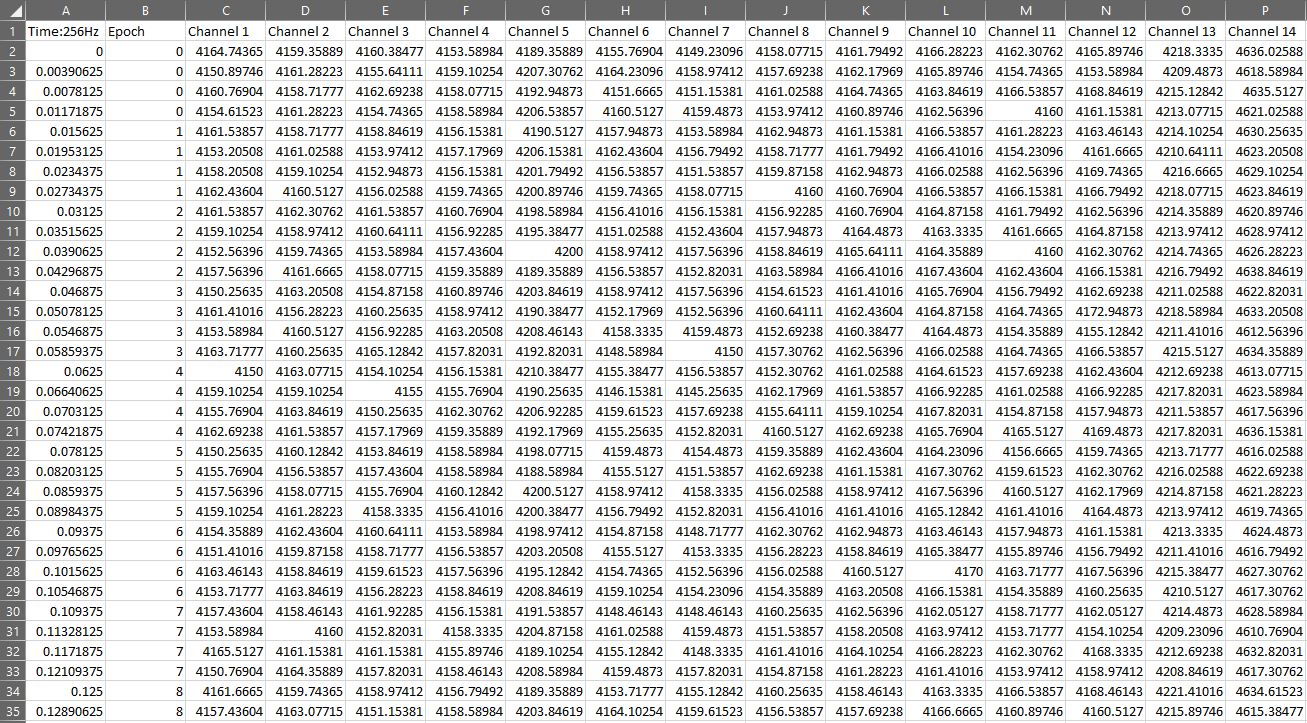 A B C D E F G H I J K L M N O P
1 Time:256Hz Epoch Channel 1 Channel 2 Channel 3 Channel 4 Channel 5 Channel 6 Channel 7 Channel 8 Channel 9 Channel 10 Channel 11 Channel 12 Channel 13 Channel 14
2 0 0 4164.74365 4159.35889 4160.38477 4153.58984 4189.35889 4155.76904 4149.23096 4158.07715 4161.79492 4166.28223 4162.30762 4165.89746 4218.3335 4636.02588
3 0.00390625 0 4150.89746 4161.28223 4155.64111 4159.10254 4207.30762 4164.23096 4158.97412 4157.69238 4162.17969 4165.89746 4154.74365 4153.58984 4209.4873 4618.58984
4 0.0078125 0 4160.76904 4158.71777 4162.69238 4158.07715 4192.94873 4151.6665 4151.15381 4161.02588 4164.74365 4163.84619 4166.53857 4168.84619 4215.12842 4635.5127
5 0.01171875 0 4154.61523 4161.28223 4154.74365 4158.58984 4206.53857 4160.5127 4159.4873 4153.97412 4160.89746 4162.56396 4160 4161.15381 4213.07715 4621.02588
6 0.015625 1 4161.53857 4158.71777 4158.84619 4156.15381 4190.5127 4157.94873 4153.58984 4162.94873 4161.15381 4166.53857 4161.28223 4163.46143 4214.10254 4630.25635
7 0.01953125 1 4153.20508 4161.02588 4153.97412 4157.17969 4206.15381 4162.43604 4156.79492 4158.71777 4161.79492 4166.41016 4154.23096 4161.6665 4210.64111 4623.20508
8 0.0234375 1 4158.20508 4159.10254 4152.94873 4156.15381 4201.79492 4156.53857 4151.53857 4159.87158 4162.94873 4166.02588 4162.56396 4169.74365 4216.6665 4629.10254
9 0.02734375 1 4162.43604 4160.5127 4156.02588 4159.74365 4200.89746 4159.74365 4158.07715 4160 4160.76904 4166.53857 4166.15381 4166.79492 4218.07715 4623.84619
10 0.03125 2 4161.53857 4162.30762 4161.53857 4160.76904 4198.58984 4156.41016 4156.15381 4156.92285 4160.76904 4164.87158 4161.79492 4162.56396 4214.35889 4620.89746
11 0.03515625 2 4159.10254 4158.97412 4160.64111 4156.92285 4195.38477 4151.02588 4152.43604 4157.94873 4164.4873 4163.3335 4161.6665 4164.87158 4213.97412 4628.97412
12 0.0390625 2 4152.56396 4159.74365 4153.58984 4157.43604 4200 4158.97412 4157.56396 4158.84619 4165.64111 4164.35889 4160 4162.30762 4214.74365 4626.28223
13 0.04296875 2 4157.56396 4161.6665 4158.07715 4159.35889 4189.35889 4156.53857 4152.82031 4163.58984 4166.41016 4167.43604 4162.43604 4166.15381 4216.79492 4638.84619
14 0.046875 3 4150.25635 4163.20508 4154.87158 4160.89746 4203.84619 4158.97412 4157.56396 4154.61523 4161.41016 4165.76904 4156.79492 4162.69238 4211.02588 4622.82031
15 0.05078125 3 4161.41016 4156.28223 4160.25635 4158.97412 4190.38477 4152.17969 4152.56396 4160.64111 4162.43604 4164.87158 4164.74365 4172.94873 4218.58984 4633.20508
16 0.0546875 3 4153.58984 4160.5127 4156.92285 4163.20508 4208.46143 4158.3335 4159.4873 4152.69238 4160.38477 4164.4873 4154.35889 4155.12842 4211.41016 4612.56396
17 0.05859375 3 4163.71777 4160.25635 4165.12842 4157.82031 4192.82031 4148.58984 4150 4157.30762 4162.56396 4166.02588 4164.74365 4166.53857 4215.5127 4634.35889
18 0.0625 4 4150 4163.07715 4154.10254 4156.15381 4210.38477 4155.38477 4156.53857 4152.30762 4161.02588 4164.61523 4157.69238 4162.43604 4212.69238 4613.07715
19 0.06640625 4 4159.10254 4159.10254 4155 4155.76904 4190.25635 4146.15381 4145.25635 4162.17969 4161.53857 4166.92285 4161.02588 4166.92285 4217.82031 4623.58984
20 0.0703125 4 4155.76904 4163.84619 4150.25635 4162.30762 4206.92285 4159.61523 4157.69238 4155.64111 4159.10254 4167.82031 4154.87158 4157.94873 4211.53857 4617.56396
21 0.07421875 4 4162.69238 4161.53857 4157.17969 4159.35889 4192.17969 4155.25635 4152.82031 4160.5127 4162.69238 4165.76904 4165.5127 4169.4873 4217.82031 4636.15381
22 0.078125 5 4150.25635 4160.12842 4153.84619 4158.58984 4198.07715 4159.4873 4154.4873 4159.35889 4162.43604 4164.23096 4156.6665 4159.74365 4213.71777 4616.02588
23 0.08203125 5 4155.76904 4156.53857 4157.43604 4158.58984 4188.58984 4155.5127 4151.53857 4162.69238 4161.15381 4167.30762 4159.61523 4162.30762 4216.02588 4622.69238
24 0.0859375 5 4157.56396 4158.07715 4155.76904 4160.12842 4200.5127 4158.97412 4158.3335 4156.02588 4158.97412 4167.56396 4160.5127 4162.17969 4214.87158 4621.28223
25 0.08984375 5 4159.10254 4161.28223 4158.3335 4156.41016 4200.38477 4156.79492 4152.82031 4156.41016 4161.41016 4165.12842 4161.41016 4164.4873 4213.97412 4619.74365
26 0.09375 6 4154.35889 4162.43604 4160.64111 4153.58984 4198.97412 4154.87158 4148.71777 4162.30762 4162.94873 4163.46143 4157.94873 4161.15381 4213.3335 4624.4873
27 0.09765625 6 4151.41016 4159.87158 4158.71777 4156.53857 4203.20508 4155.5127 4153.3335 4156.28223 4158.84619 4165.38477 4155.89746 4156.79492 4211.41016 4616.79492
28 0.1015625 6 4163.46143 4158.84619 4159.61523 4157.56396 4195.12842 4154.74365 4152.56396 4156.02588 4160.5127 4170 4163.71777 4167.56396 4215.38477 4627.30762
29 0.10546875 6 4153.71777 4163.84619 4156.28223 4158.84619 4208.84619 4159.10254 4154.23096 4154.35889 4163.20508 4166.15381 4154.35889 4160.25635 4210.5127 4617.30762
30 0.109375 7 4157.43604 4158.46143 4161.92285 4156.15381 4191.53857 4148.46143 4148.46143 4160.25635 4162.56396 4162.05127 4158.71777 4162.05127 4214.4873 4628.58984
31 0.11328125 7 4153.58984 4160 4152.82031 4158.3335 4204.87158 4161.02588 4159.4873 4151.53857 4158.20508 4163.97412 4153.71777 4154.10254 4209.23096 4610.76904
32 0.1171875 7 4165.5127 4161.15381 4161.15381 4155.89746 4189.10254 4155.12842 4148.3335 4161.41016 4164.10254 4166.28223 4162.30762 4168.3335 4212.69238 4632.82031
33 0.12109375 7 4150.76904 4164.35889 4157.82031 4158.46143 4208.58984 4159.4873 4157.82031 4154.87158 4161.28223 4161.41016 4153.97412 4158.97412 4208.84619 4617.30762
34 0.125 8 4161.6665 4159.74365 4158.97412 4156.79492 4189.35889 4153.71777 4155.12842 4160.25635 4158.46143 4163.3335 4166.53857 4168.46143 4221.41016 4634.61523
35 0.12890625 8 4157.43604 4163.07715 4151.15381 4158.58984 4203.84619 4164.10254 4159.61523 4156.53857 4157.69238 4166.6665 4160.89746 4160.5127 4215.89746 4615.38477